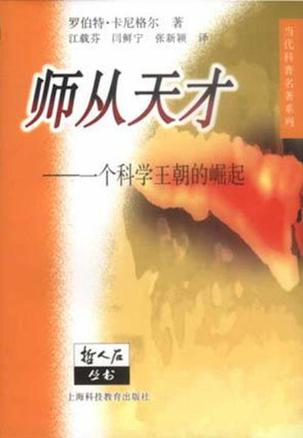 罗伯特·卡尼格尔 著
江载芬 闫鲜宁 张新颖 译
当代科普名著系列
师从天才
——一个科学王朝的崛起
哲人石
丛书
上海科技教育出版社